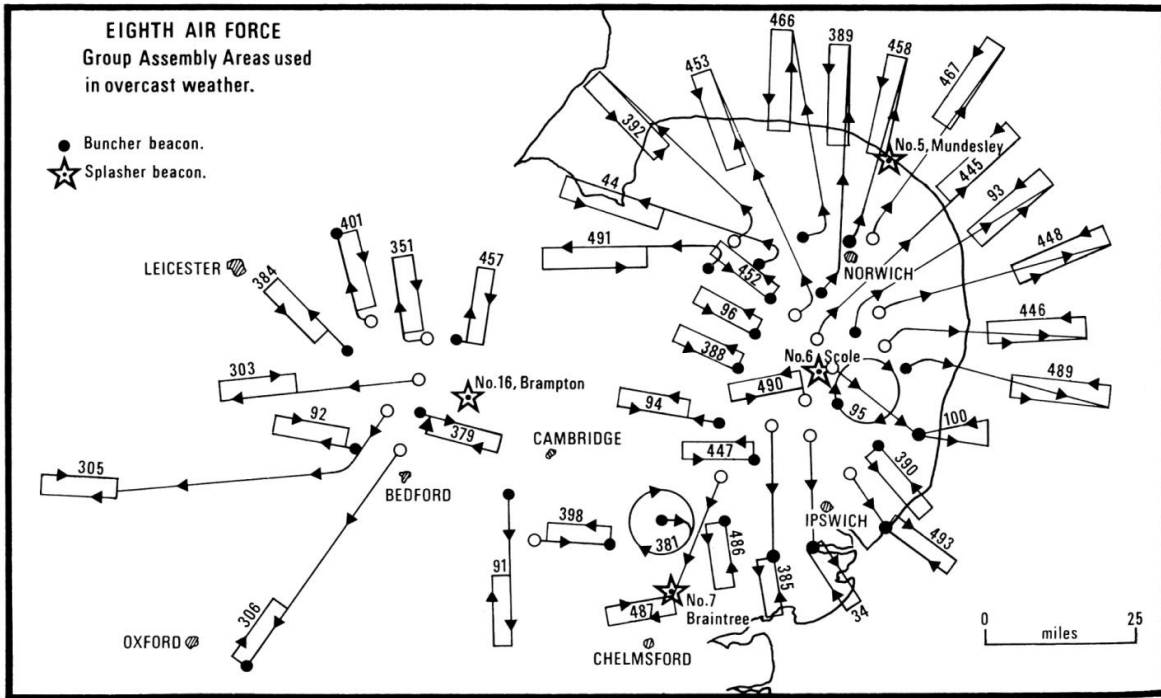 EIGHTH AIR FORCE
Group Assembly Areas used
in overcast weather.
Buncher beacon.
Splasher beacon.
466
389
458
453
467
392
No.5, Mundesley
445
44
93
401
351
491
448
457
452
LEICESTER
NORWICH
384
96
446
388
No.6, Scole
303
No.16, Brampton
490
489
94
95
100
92
379
CAMBRIDGE
447
390
305
BEDFORD
IPSWICH
398
381
486
493
91
385
34
487
No.7
Braintree
306
OXFORD
CHELMSFORD
0
25
miles